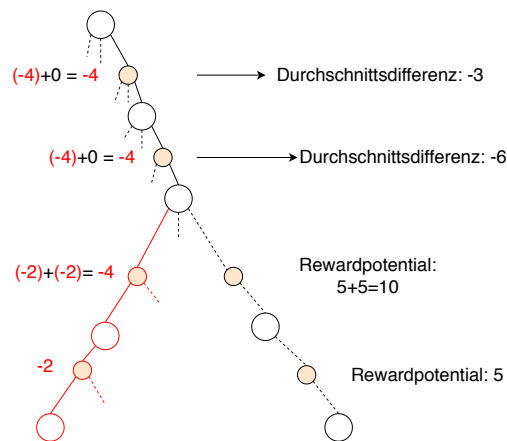 (-4)+0 = -4
Durchschnittsdifferenz: -3
(-4)+0 = -4
Durchschnittsdifferenz: -6
(-2)+(-2)= -4
Rewardpotential:
5+5=10
-2
Rewardpotential: 5